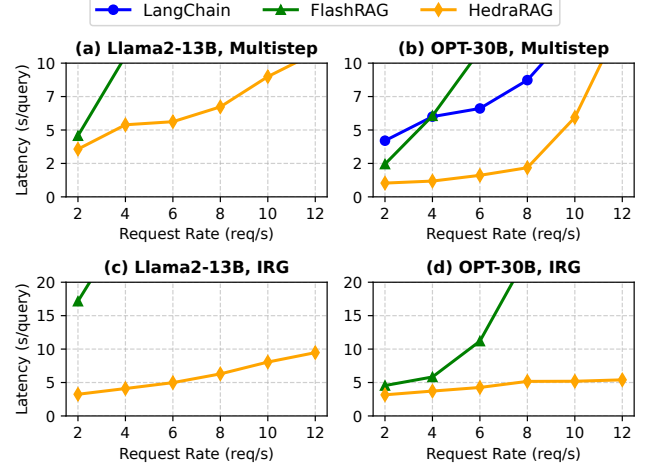 LangChain FlashRAG HedraRAG
(a) Llama2-13B, Multistep
Latency (s/query)
10
7
5
2
0
2 4 6 8 10 12
Request Rate (req/s)
(b) OPT-30B, Multistep
10
7
5
2
0
2 4 6 8 10 12
Request Rate (req/s)
(c) Llama2-13B, IRG
Latency (s/query)
20
15
10
5
0
2 4 6 8 10 12
Request Rate (req/s)
(d) OPT-30B, IRG
20
15
10
5
0
2 4 6 8 10 12
Request Rate (req/s)